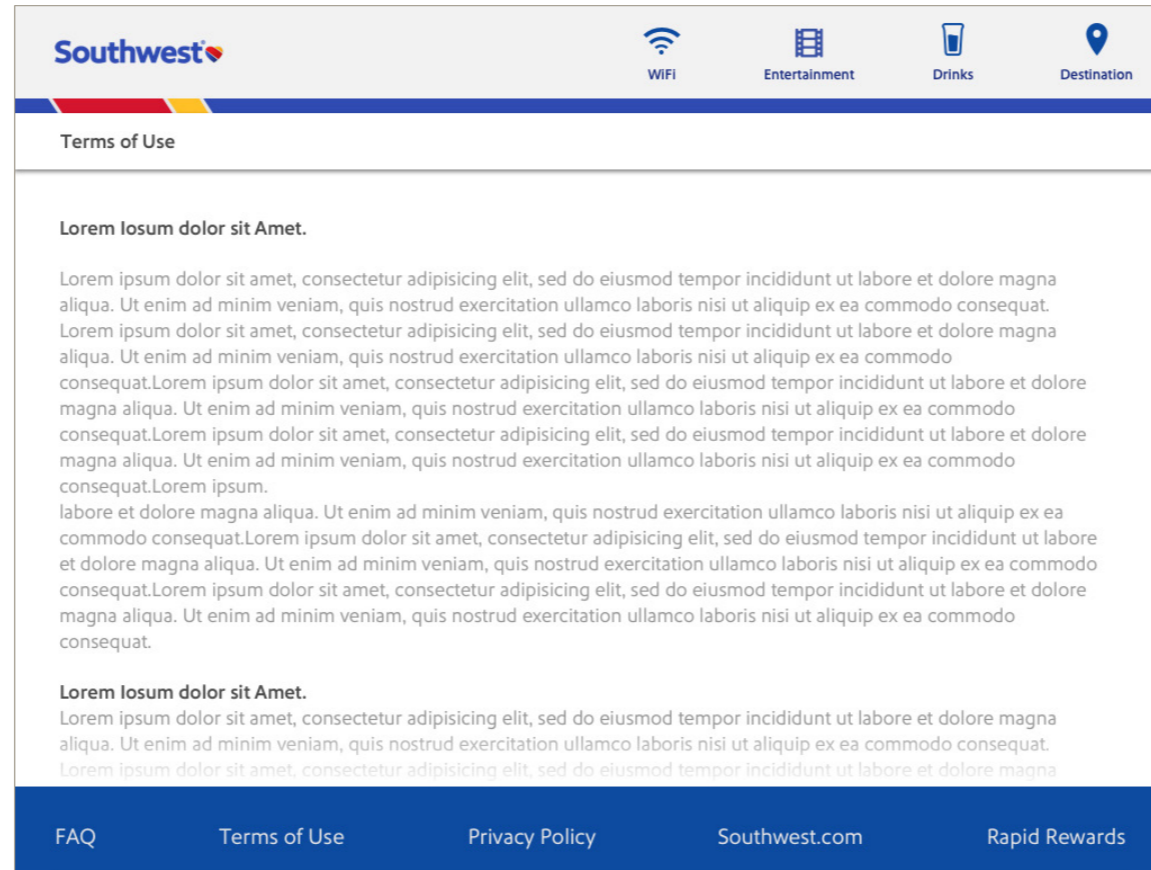 Southwest
WiFi Entertainment Drinks Destination
Terms of Use
Lorem Iosum dolor sit Amet.
Lorem ipsum dolor sit amet, consectetur adipisicing elit, sed do eiusmod tempor incididunt ut labore et dolore magna
aliqua. Ut enim ad minim veniam, quis nostrud exercitation ullamco laboris nisi ut aliquip ex ea commodo consequat.
Lorem ipsum dolor sit amet, consectetur adipisicing elit, sed do eiusmod tempor incididunt ut labore et dolore magna
aliqua. Ut enim ad minim veniam, quis nostrud exercitation ullamco laboris nisi ut aliquip ex ea commodo
consequat.Lorem ipsum dolor sit amet, consectetur adipisicing elit, sed do eiusmod tempor incididunt ut labore et dolore
magna aliqua. Ut enim ad minim veniam, quis nostrud exercitation ullamco laboris nisi ut aliquip ex ea commodo
consequat.Lorem ipsum dolor sit amet, consectetur adipisicing elit, sed do eiusmod tempor incididunt ut labore et dolore
magna aliqua. Ut enim ad minim veniam, quis nostrud exercitation ullamco laboris nisi ut aliquip ex ea commodo
consequat.Lorem ipsum.
labore et dolore magna aliqua. Ut enim ad minim veniam, quis nostrud exercitation ullamco laboris nisi ut aliquip ex ea
commodo consequat.Lorem ipsum dolor sit amet, consectetur adipisicing elit, sed do eiusmod tempor incididunt ut labore
et dolore magna aliqua. Ut enim ad minim veniam, quis nostrud exercitation ullamco laboris nisi ut aliquip ex ea commodo
consequat.Lorem ipsum dolor sit amet, consectetur adipisicing elit, sed do eiusmod tempor incididunt ut labore et dolore
magna aliqua. Ut enim ad minim veniam, quis nostrud exercitation ullamco laboris nisi ut aliquip ex ea commodo
consequat.
Lorem Iosum dolor sit Amet.
Lorem ipsum dolor sit amet, consectetur adipisicing elit, sed do eiusmod tempor incididunt ut labore et dolore magna
aliqua. Ut enim ad minim veniam, quis nostrud exercitation ullamco laboris nisi ut aliquip ex ea commodo consequat.
Lorem ipsum dolor sit amet, consectetur adipisicing elit, sed do eiusmod tempor incididunt ut labore et dolore magna
FAQ Terms of Use Privacy Policy Southwest.com Rapid Rewards